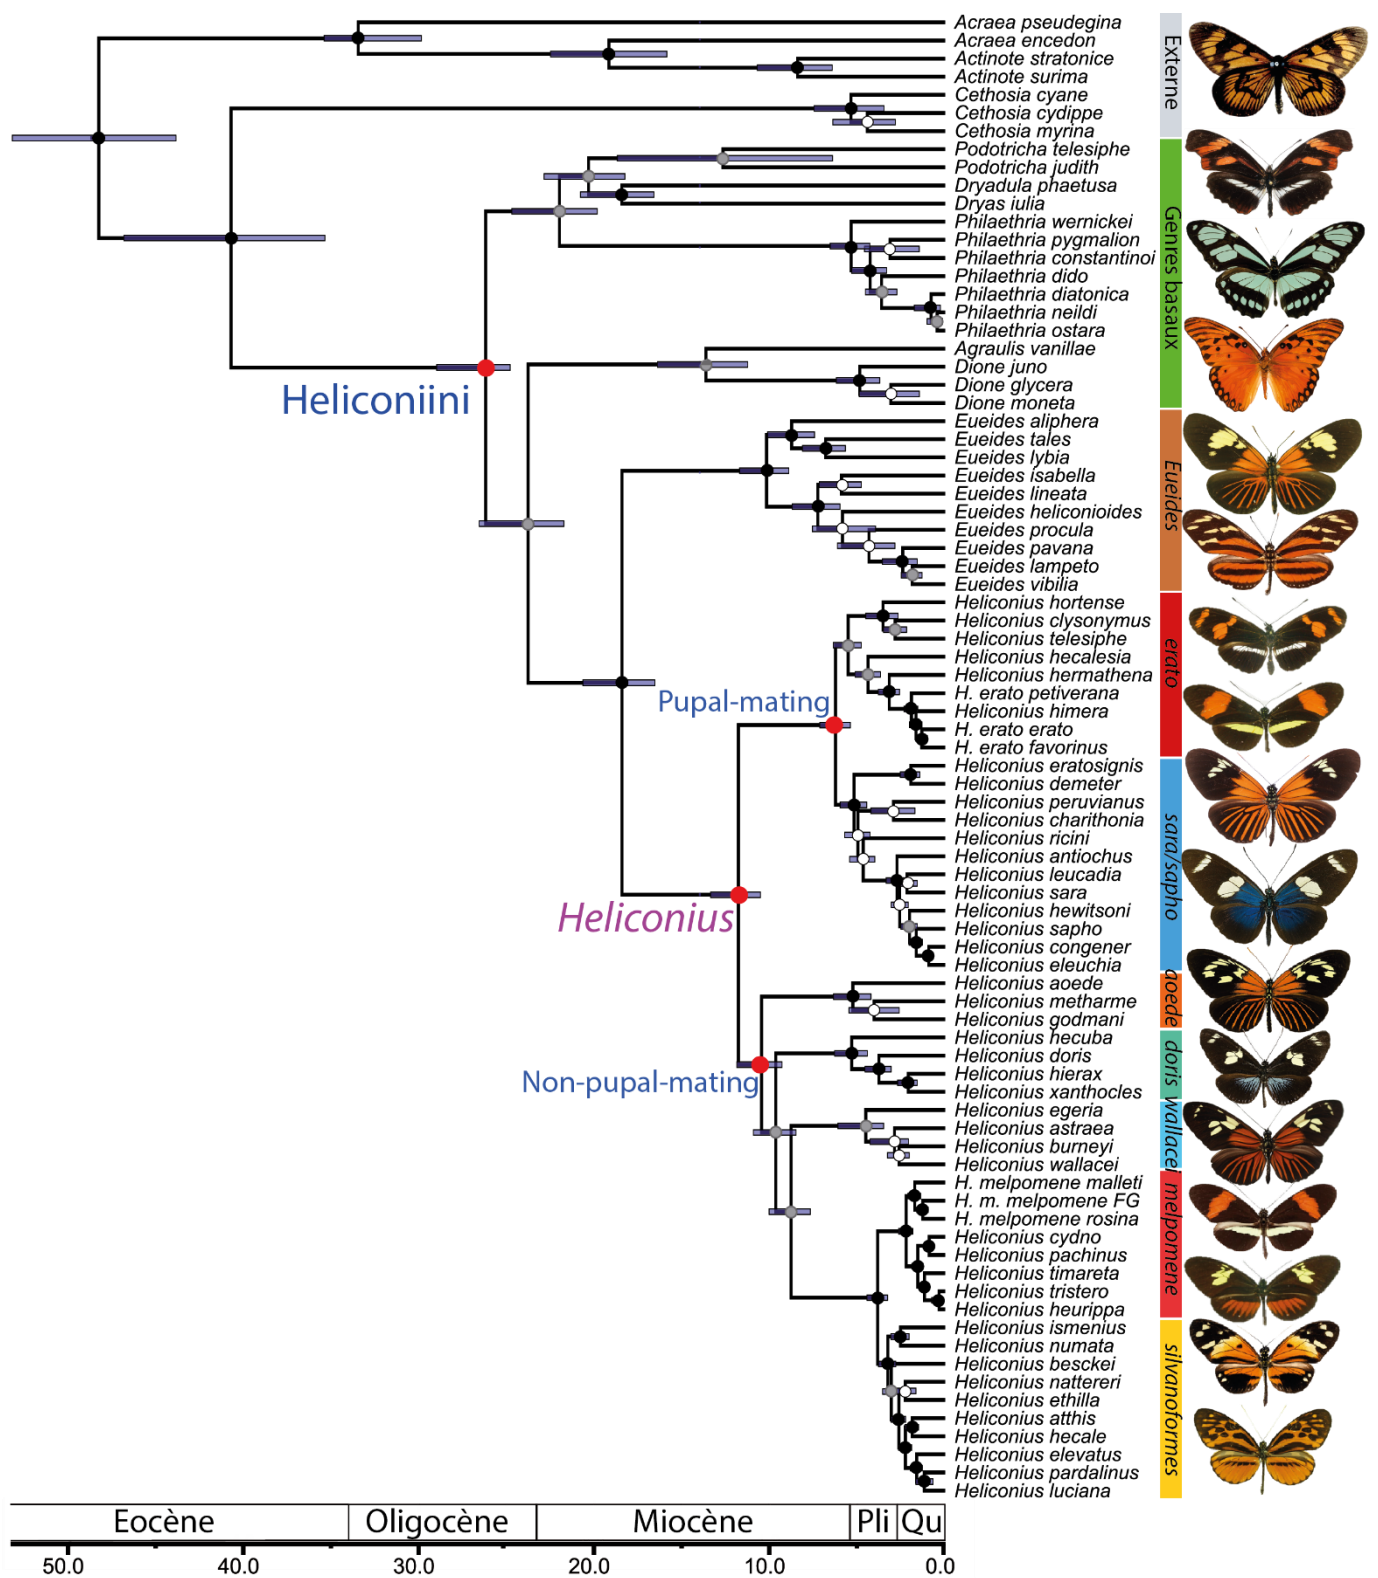 Acraea pseudegina
Acraea encedon
Actinote stratonice
Actinote surima
Cethosia cyane
Cethosia cydippe
Cethosia myrina
Podotricha telesiphe
Podotricha judith
Dryadula phaetusa
Dryas iulia
Philaethria wernickei
Philaethria pygmalion
Philaethria constantinoi
Philaethria dido
Philaethria diatonica
Philaethria neildi
Philaethria ostara
Agraulis vanillae
Dione juno
Dione glycera
Dione moneta
Eueides aliphera
Eueides tales
Eueides lybia
Eueides isabella
Eueides lineata
Eueides heliconioides
Eueides procula
Eueides pavana
Eueides lampeto
Eueides vibilia
Heliconius hortense
Heliconius clysonymus
Heliconius telesiphe
Heliconius hecalesia
Heliconius hermathena
H. erato petiverana
Heliconius himera
H. erato erato
H. erato favorinus
Heliconius eratosignis
Heliconius demeter
Heliconius peruvianus
Heliconius charithonia
Heliconius ricini
Heliconius antiochus
Heliconius leucadia
Heliconius sara
Heliconius hewitsoni
Heliconius sapho
Heliconius congener
Heliconius eleuchia
Heliconius aoede
Heliconius metharme
Heliconius godmani
Heliconius hecuba
Heliconius doris
Heliconius hierax
Heliconius xanthocles
Heliconius egeria
Heliconius astraea
Heliconius burneyi
Heliconius wallacei
H. melpomene malleti
H. m. melpomene FG
H. melpomene rosina
Heliconius cydno
Heliconius pachinus
Heliconius timareta
Heliconius tristero
Heliconius heurippa
Heliconius ismenius
Heliconius numata
Heliconius besckei
Heliconius nattereri
Heliconius ethilla
Heliconius atthis
Heliconius hecale
Heliconius elevatus
Heliconius pardalinus
Heliconius luciana
Externe
Genres basaux
Eueides
erato
sara/sapho
aoede
doris
wallacei
melpomene
silvanoformes
Heliconiini
Pupal-mating
Heliconius
Non-pupal-mating
Eocène Oligocène Miocène Pli Qu
50.0 40.0 30.0 20.0 10.0 0.0